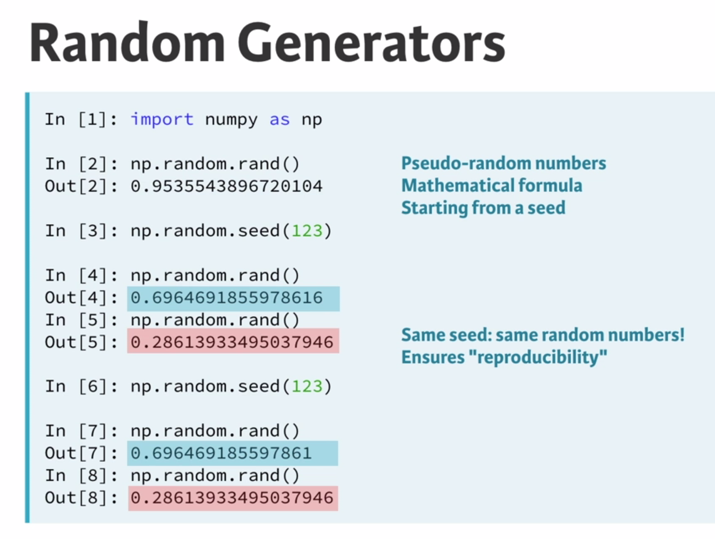 Random Generators
In [1]: import numpy as np
In [2]: np.random.rand()
Out[2]: 0.9535543896720104
Pseudo-random numbers
Mathematical formula
Starting from a seed
In [3]: np.random.seed(123)
In [4]: np.random.rand()
Out[4]: 0.6964691855978616
In [5]: np.random.rand()
Out[5]: 0.28613933495037946
Same seed: same random numbers!
Ensures "reproducibility"
In [6]: np.random.seed(123)
In [7]: np.random.rand()
Out[7]: 0.696469185597861
In [8]: np.random.rand()
Out[8]: 0.28613933495037946